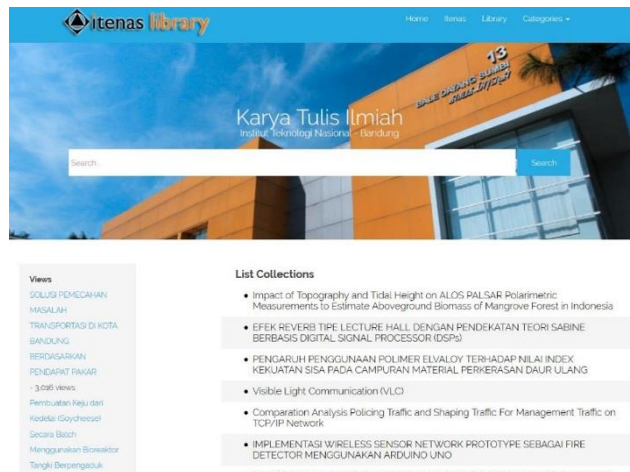 itenas library
Home Itenas Library Categories
13
BALE DAYANG SUMBI
Karya Tulis Ilmiah
Institut Teknologi Nasional - Bandung
Search
Search
Views
SOLUSI PEMECAHAN
MASALAH
TRANSPORTASI DI KOTA
BANDUNG
BERDASARKAN
PENDAPAT PAKAR
- 3,016 views
Pembuatan Keju dari
Kedelai (Soycheese)
Secara Batch
Menggunakan Bioreaktor
Tangki Berpengaduk
List Collections
Impact of Topography and Tidal Height on ALOS PALSAR Polarimetric
Measurements to Estimate Aboveground Biomass of Mangrove Forest in Indonesia
EFEK REVERB TIPE LECTURE HALL DENGAN PENDEKATAN TEORI SABINE
BERBASIS DIGITAL SIGNAL PROCESSOR (DSPs)
PENGARUH PENGGUNAAN POLIMER ELVALOY TERHADAP NILAI INDEX
KEKUATAN SISA PADA CAMPURAN MATERIAL PERKERASAN DAUR ULANG
Visible Light Communication (VLC)
Comparation Analysis Policing Traffic and Shaping Traffic For Management Traffic on
TCP/IP Network
IMPLEMENTASI WIRELESS SENSOR NETWORK PROTOTYPE SEBAGAI FIRE
DETECTOR MENGGUNAKAN ARDUINO UNO